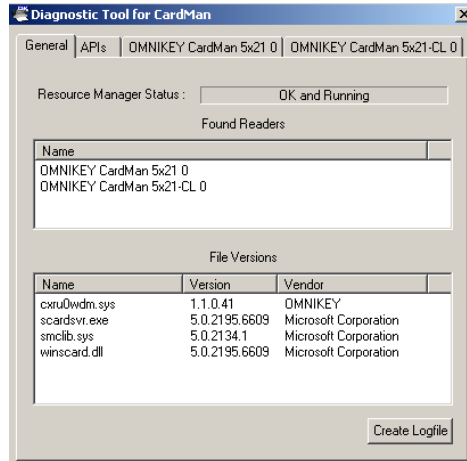 Diagnostic Tool for CardMan
General APIs OMNIKEY CardMan 5x21 0 OMNIKEY CardMan 5x21-CL 0
Resource Manager Status : OK and Running
Found Readers
Name
OMNIKEY CardMan 5x21 0
OMNIKEY CardMan 5x21-CL 0
File Versions
Name Version Vendor
cxru0wdm.sys 1.1.0.41 OMNIKEY
scardsvr.exe 5.0.2195.6609 Microsoft Corporation
smclib.sys 5.0.2134.1 Microsoft Corporation
winscard.dll 5.0.2195.6609 Microsoft Corporation
Create Logfile